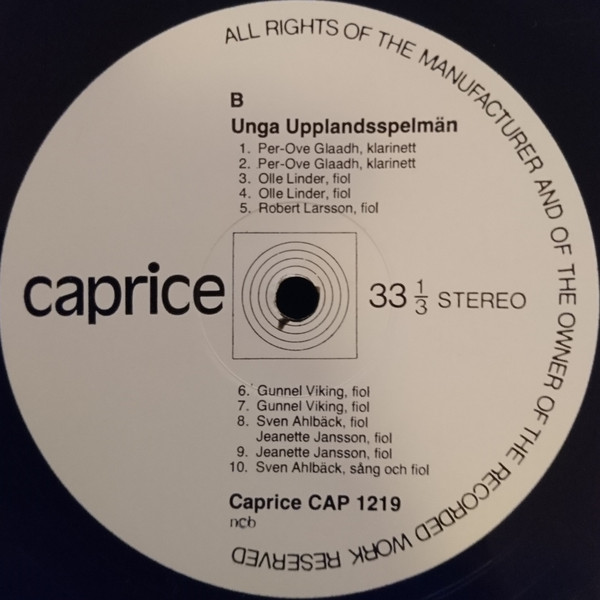 ALL RIGHTS OF THE MANUFACTURER AND OF THE OWNER OF THE RECORDED WORK RESERVED
B
Unga Upplandsspelmän
1. Per-Ove Glaadh, klarinett
2. Per-Ove Glaadh, klarinett
3. Olle Linder, fiol
4. Olle Linder, fiol
5. Robert Larsson, fiol
caprice
33 1/3 STEREO
6. Gunnel Viking, fiol
7. Gunnel Viking, fiol
8. Sven Ahlbäck, fiol
Jeanette Jansson, fiol
9. Jeanette Jansson, fiol
10. Sven Ahlbäck, sång och fiol
Caprice CAP 1219
ncb